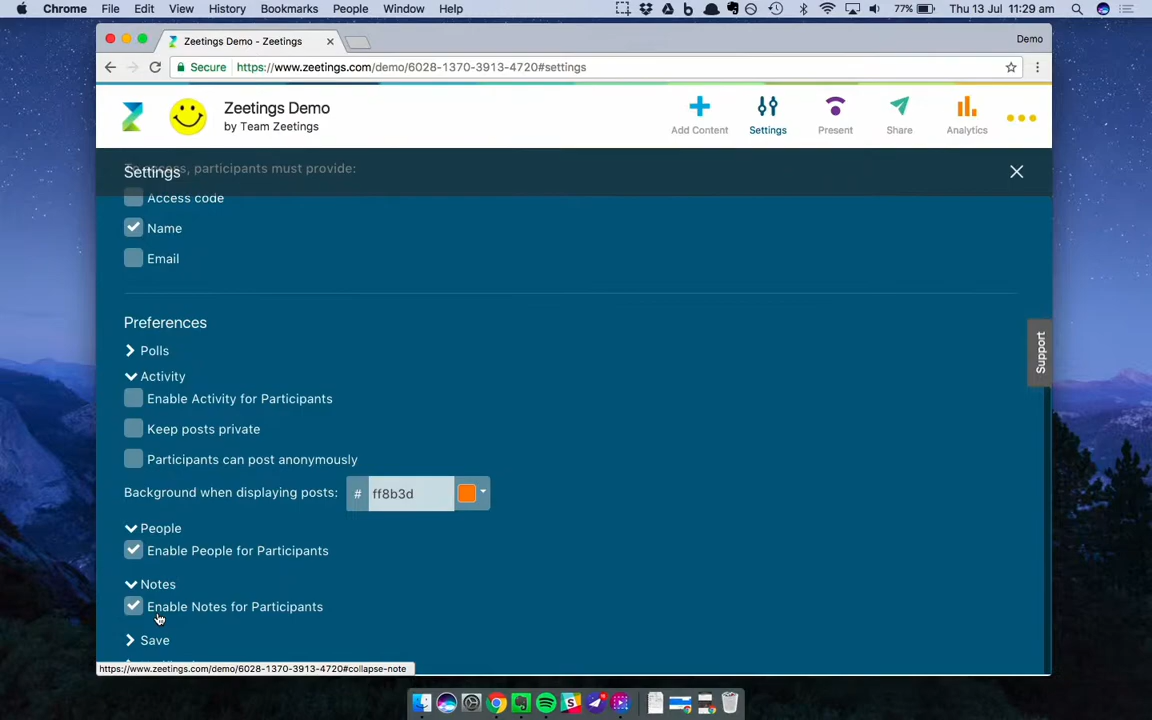 Chrome File Edit View History Bookmarks People Window Help 77% Thu 13 Jul 11:29 am
Zeetings Demo - Zeetings Demo
Secure https://www.zeetings.com/demo/6028-1370-3913-4720#settings
Zeetings Demo
by Team Zeetings
Add Content Settings Present Share Analytics
To access, participants must provide:
Settings
Access code
Name
Email
Preferences
Polls
Support
Activity
Enable Activity for Participants
Keep posts private
Participants can post anonymously
Background when displaying posts: # ff8b3d
People
Enable People for Participants
Notes
Enable Notes for Participants
Save
https://www.zeetings.com/demo/6028-1370-3913-4720#collapse-note